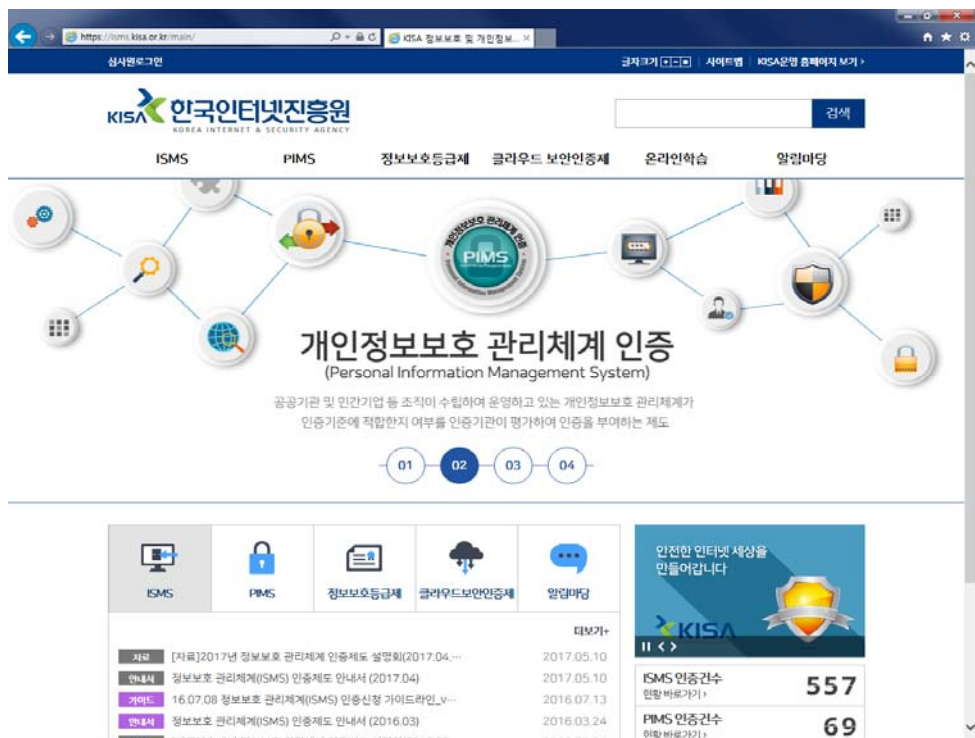 https://isms.kisa.or.kr/main/
KISA 정보보호 및 개인정보...
심사원로그인
글자크기 + - ■ 사이트맵 KISA운영 홈페이지 보기 ›
KISA 한국인터넷진흥원
KOREA INTERNET & SECURITY AGENCY
검색
ISMS PIMS 정보보호등급제 클라우드 보안인증제 온라인학습 알림마당
개인정보보호 관리체계 인증
PIMS
Personal Information Management System
개인정보보호 관리체계 인증
(Personal Information Management System)
공공기관 및 민간기업 등 조직이 수립하여 운영하고 있는 개인정보보호 관리체계가
인증기준에 적합한지 여부를 인증기관이 평가하여 인증을 부여하는 제도
01 02 03 04
ISMS PIMS 정보보호등급제 클라우드보안인증제 알림마당
더보기+
자료 [자료]2017년 정보보호 관리체계 인증제도 설명회(2017.04.… 2017.05.10
안내서 정보보호 관리체계(ISMS) 인증제도 안내서 (2017.04) 2017.05.10
가이드 16.07.08 정보보호 관리체계(ISMS) 인증신청 가이드라인_v… 2016.07.13
안내서 정보보호 관리체계(ISMS) 인증제도 안내서 (2016.03) 2016.03.24
안전한 인터넷 세상을
만들어갑니다
KISA
ISMS 인증건수
현황 바로가기 ›
557
PIMS 인증건수
현황 바로가기 ›
69